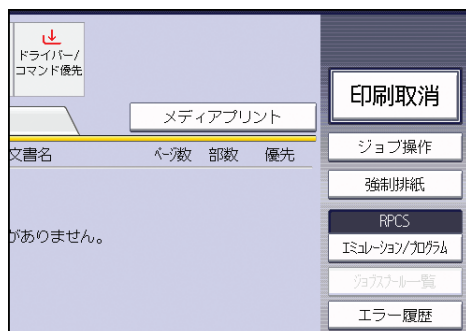 ドライバー/
コマンド優先
印刷取消
メディアプリント
ジョブ操作
文書名 ページ数 部数 優先
強制排紙
RPCS
がありません。
エミュレーション/プログラム
ジョブスプール一覧
エラー履歴